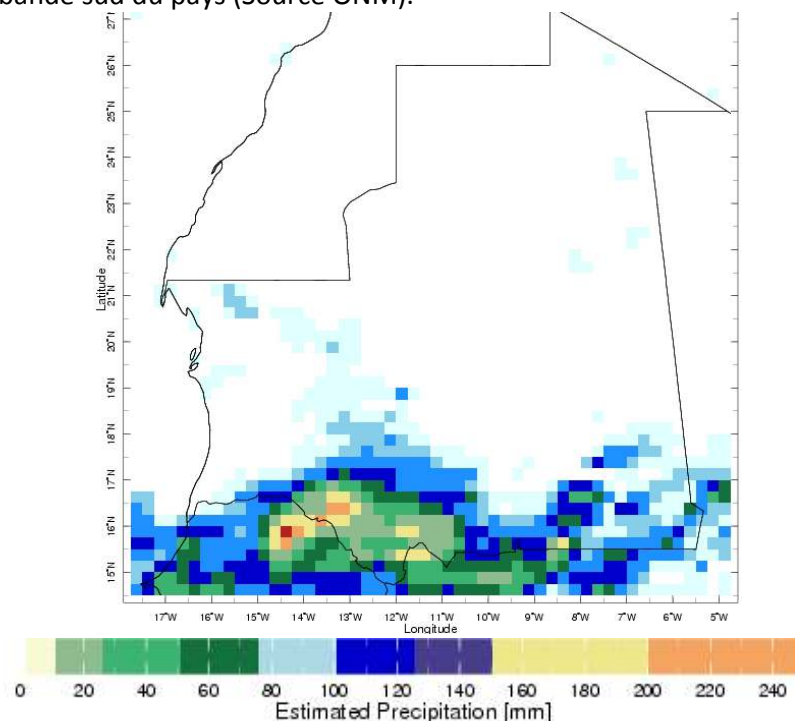 bande sud du pays (Source ONM).
27°N
26°N
25°N
24°N
23°N
22°N
21°N
20°N
19°N
18°N
17°N
16°N
15°N
Latitude
17°W 16°W 15°W 14°W 13°W 12°W 11°W 10°W 9°W 8°W 7°W 6°W 5°W
Longitude
0 20 40 60 80 100 120 140 160 180 200 220 240
Estimated Precipitation [mm]